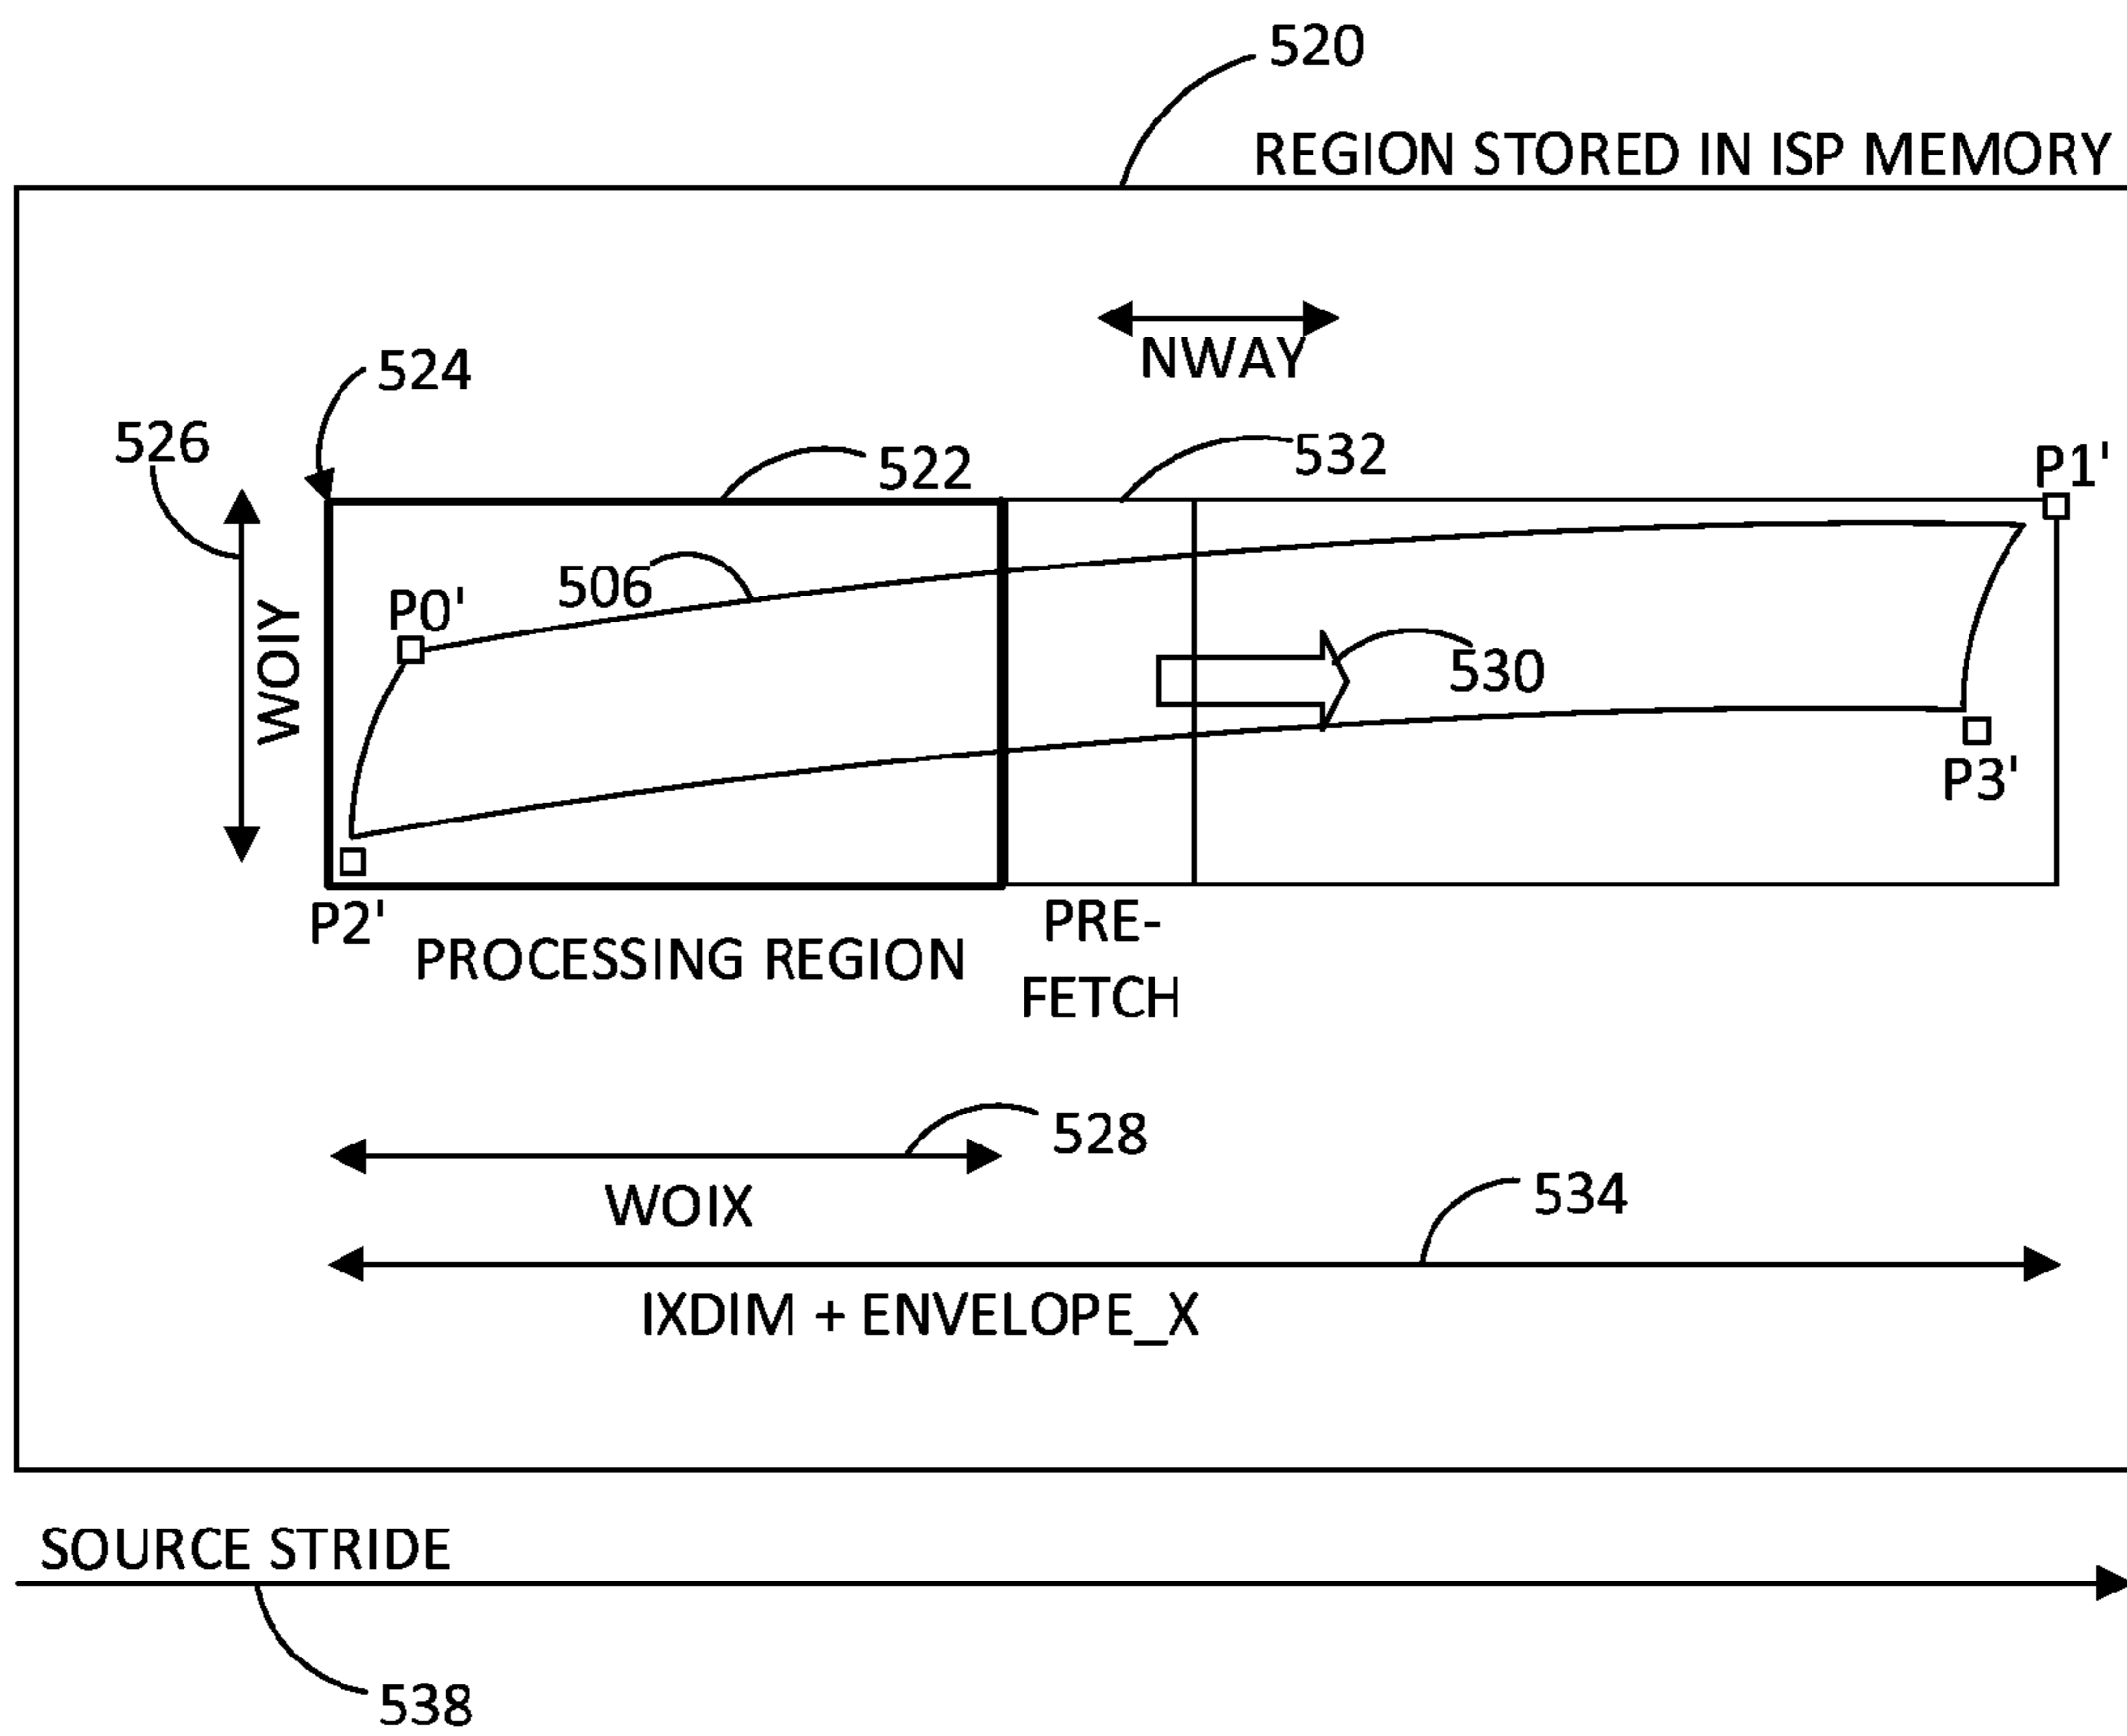 520
REGION STORED IN ISP MEMORY
NWAY
524
526
522
532
P1'
506
P0'
WOIY
530
P3'
P2'
PROCESSING REGION
PRE-
FETCH
528
WOIX
534
IXDIM + ENVELOPE_X
SOURCE STRIDE
538